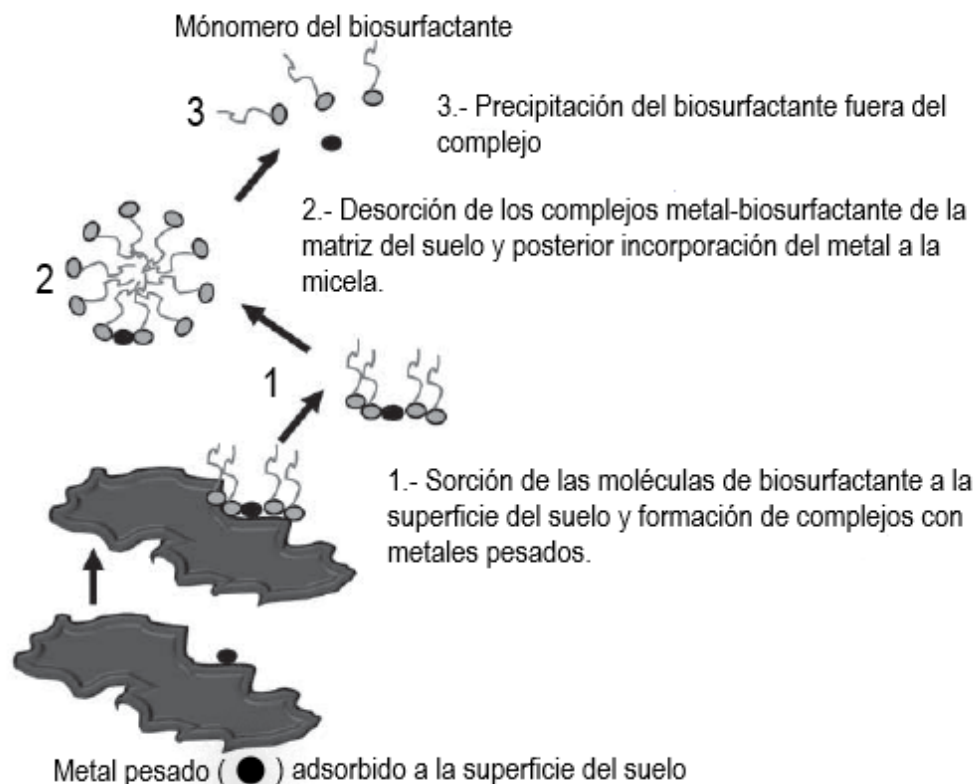 Mónomero del biosurfactante
3
3.- Precipitación del biosurfactante fuera del
complejo
2.- Desorción de los complejos metal-biosurfactante de la
matriz del suelo y posterior incorporación del metal a la
micela.
2
1
1.- Sorción de las moléculas de biosurfactante a la
superficie del suelo y formación de complejos con
metales pesados.
Metal pesado ( ) adsorbido a la superficie del suelo